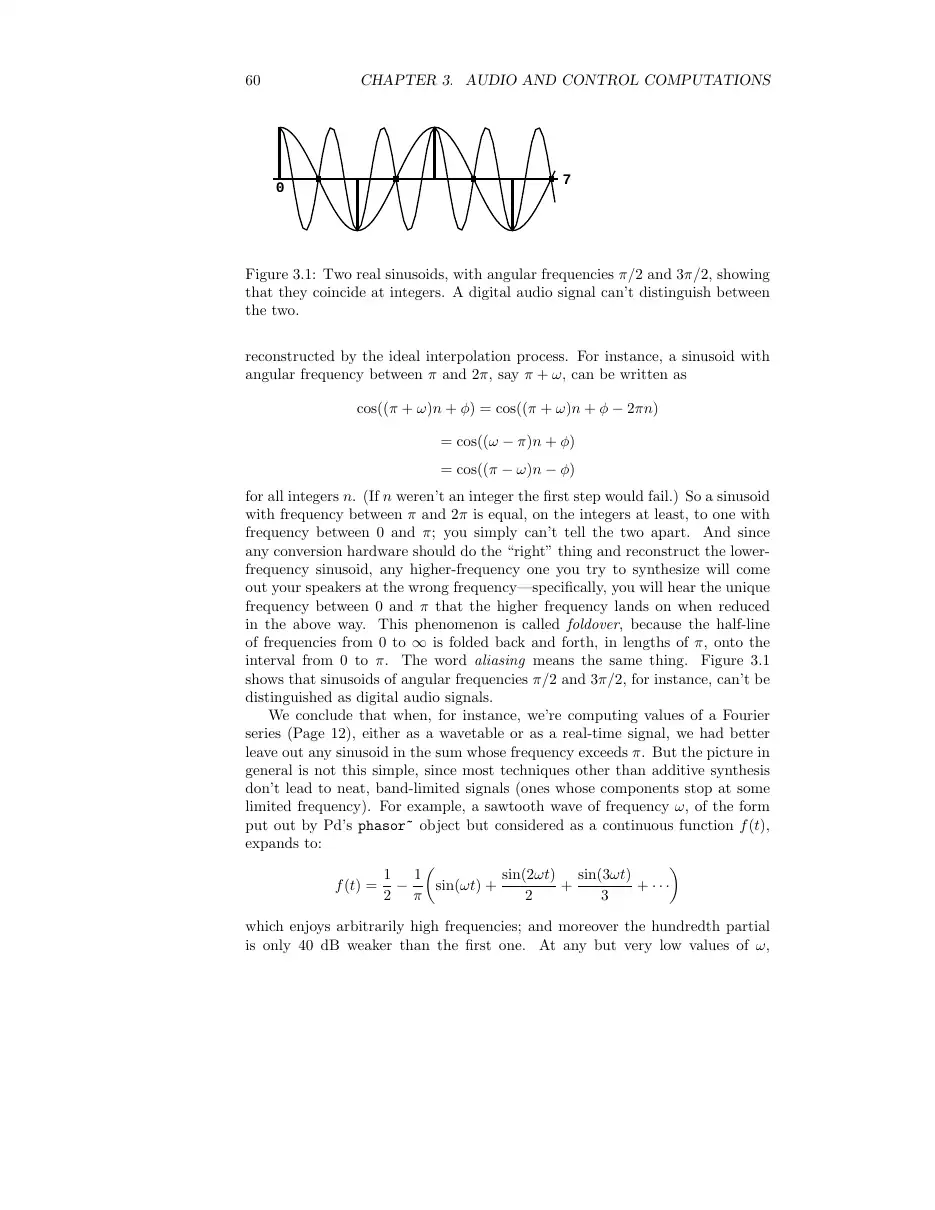 60 CHAPTER 3. AUDIO AND CONTROL COMPUTATIONS
0
7
Figure 3.1: Two real sinusoids, with angular frequencies π/2 and 3π/2, showing
that they coincide at integers. A digital audio signal can't distinguish between
the two.
reconstructed by the ideal interpolation process. For instance, a sinusoid with
angular frequency between π and 2π, say π + ω, can be written as
cos((π + ω)n + φ) = cos((π + ω)n + φ − 2πn)
= cos((ω − π)n + φ)
= cos((π − ω)n − φ)
for all integers n. (If n weren't an integer the first step would fail.) So a sinusoid
with frequency between π and 2π is equal, on the integers at least, to one with
frequency between 0 and π; you simply can't tell the two apart. And since
any conversion hardware should do the “right” thing and reconstruct the lower-
frequency sinusoid, any higher-frequency one you try to synthesize will come
out your speakers at the wrong frequency—specifically, you will hear the unique
frequency between 0 and π that the higher frequency lands on when reduced
in the above way. This phenomenon is called foldover, because the half-line
of frequencies from 0 to ∞ is folded back and forth, in lengths of π, onto the
interval from 0 to π. The word aliasing means the same thing. Figure 3.1
shows that sinusoids of angular frequencies π/2 and 3π/2, for instance, can't be
distinguished as digital audio signals.
We conclude that when, for instance, we're computing values of a Fourier
series (Page 12), either as a wavetable or as a real-time signal, we had better
leave out any sinusoid in the sum whose frequency exceeds π. But the picture in
general is not this simple, since most techniques other than additive synthesis
don't lead to neat, band-limited signals (ones whose components stop at some
limited frequency). For example, a sawtooth wave of frequency ω, of the form
put out by Pd's phasor~ object but considered as a continuous function f(t),
expands to:
f(t) = 1/2 − 1/π (sin(ωt) + sin(2ωt)/2 + sin(3ωt)/3 + ···)
which enjoys arbitrarily high frequencies; and moreover the hundredth partial
is only 40 dB weaker than the first one. At any but very low values of ω,